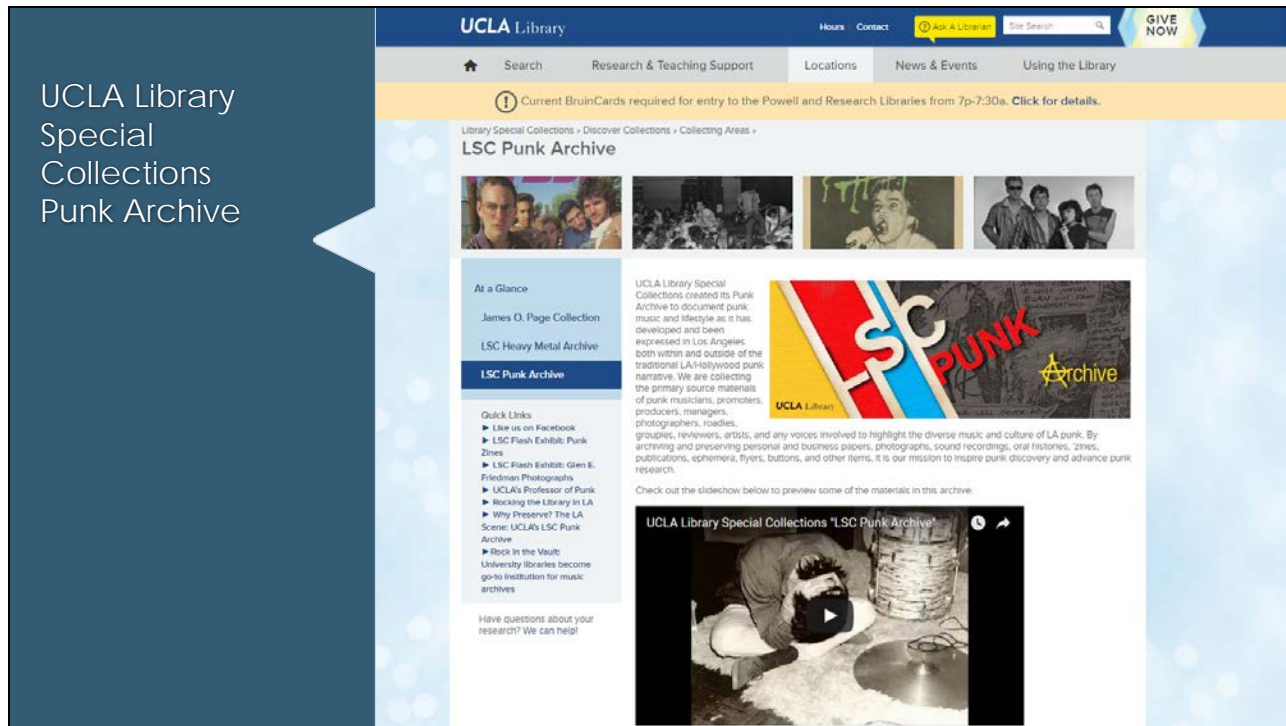 UCLA Library
Special
Collections
Punk Archive
UCLA Library
Hours
Contact
Ask A Librarian
Site Search
GIVE
NOW
Search
Research & Teaching Support
Locations
News & Events
Using the Library
Current BruinCards required for entry to the Powell and Research Libraries from 7p-7:30a. Click for details.
Library Special Collections » Discover Collections » Collecting Areas »
LSC Punk Archive
At a Glance
James O. Page Collection
LSC Heavy Metal Archive
LSC Punk Archive
Quick Links
► Like us on Facebook
► LSC Flash Exhibit: Punk
Zines
► LSC Flash Exhibit: Glen E.
Friedman Photographs
► UCLA's Professor of Punk
► Rocking the Library in LA
► Why Preserve? The LA
Scene: UCLA's LSC Punk
Archive
►Rock in the Vault:
University libraries become
go-to institution for music
archives
Have questions about your
research? We can help!
UCLA Library Special
Collections created its Punk
Archive to document punk
music and lifestyle as it has
developed and been
expressed in Los Angeles
both within and outside of the
traditional LA/Hollywood punk
narrative. We are collecting
the primary source materials
of punk musicians, promoters,
producers, managers,
photographers, roadies,
groupies, reviewers, artists, and any voices involved to highlight the diverse music and culture of LA punk. By
archiving and preserving personal and business papers, photographs, sound recordings, oral histories, 'zines,
publications, ephemera, flyers, buttons, and other items, it is our mission to inspire punk discovery and advance punk
research.
LSC
PUNK
Archive
UCLA Library
Check out the slideshow below to preview some of the materials in this archive:
UCLA Library Special Collections "LSC Punk Archive"